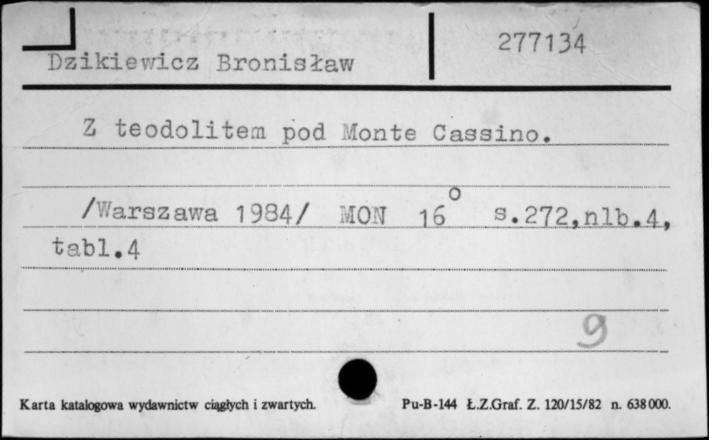 277134
Dzikiewicz Bronisław
Z teodolitem pod Monte Cassino.
/Warszawa 1984/ MON 16° s.272,nlb.4,
tabl.4
9
Karta katalogowa wydawnictw ciągłych i zwartych. Pu-B-144 Ł.Z.Graf. Z. 120/15/82 n. 638000.